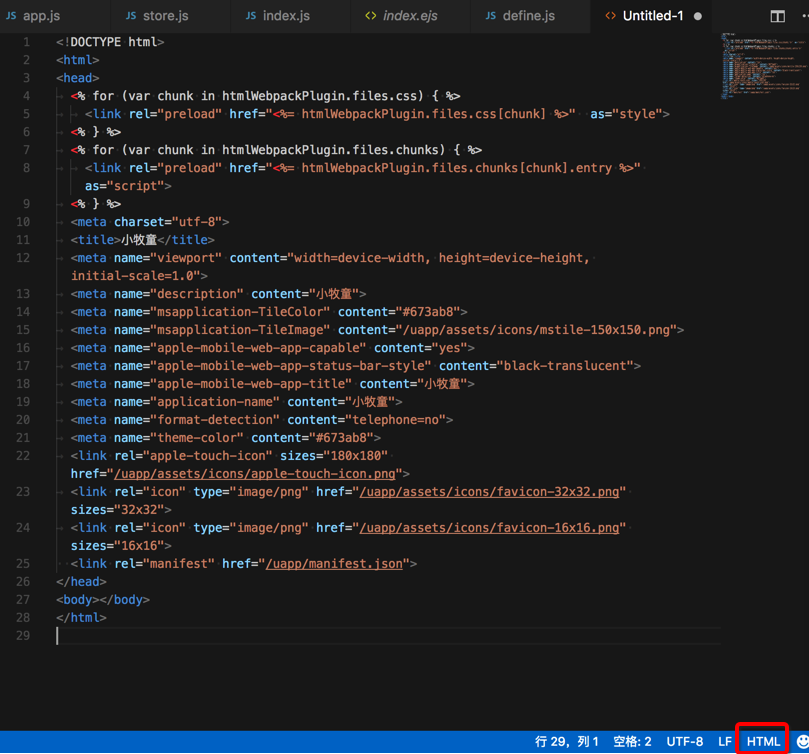 app.js store.js index.js index.ejs define.js Untitled-1
1 <!DOCTYPE html>
2 <html>
3 <head>
4 <% for (var chunk in htmlWebpackPlugin.files.css) { %>
5 <link rel="preload" href="<%= htmlWebpackPlugin.files.css[chunk] %>" as="style">
6 <% } %>
7 <% for (var chunk in htmlWebpackPlugin.files.chunks) { %>
8 <link rel="preload" href="<%= htmlWebpackPlugin.files.chunks[chunk].entry %>"
as="script">
9 <% } %>
10 <meta charset="utf-8">
11 <title>小牧童</title>
12 <meta name="viewport" content="width=device-width, height=device-height,
initial-scale=1.0">
13 <meta name="description" content="小牧童">
14 <meta name="msapplication-TileColor" content="#673ab8">
15 <meta name="msapplication-TileImage" content="/uapp/assets/icons/mstile-150x150.png">
16 <meta name="apple-mobile-web-app-capable" content="yes">
17 <meta name="apple-mobile-web-app-status-bar-style" content="black-translucent">
18 <meta name="apple-mobile-web-app-title" content="小牧童">
19 <meta name="application-name" content="小牧童">
20 <meta name="format-detection" content="telephone=no">
21 <meta name="theme-color" content="#673ab8">
22 <link rel="apple-touch-icon" sizes="180x180"
href="/uapp/assets/icons/apple-touch-icon.png">
23 <link rel="icon" type="image/png" href="/uapp/assets/icons/favicon-32x32.png"
sizes="32x32">
24 <link rel="icon" type="image/png" href="/uapp/assets/icons/favicon-16x16.png"
sizes="16x16">
25 <link rel="manifest" href="/uapp/manifest.json">
26 </head>
27 <body></body>
28 </html>
29
行 29，列 1 空格: 2 UTF-8 LF HTML